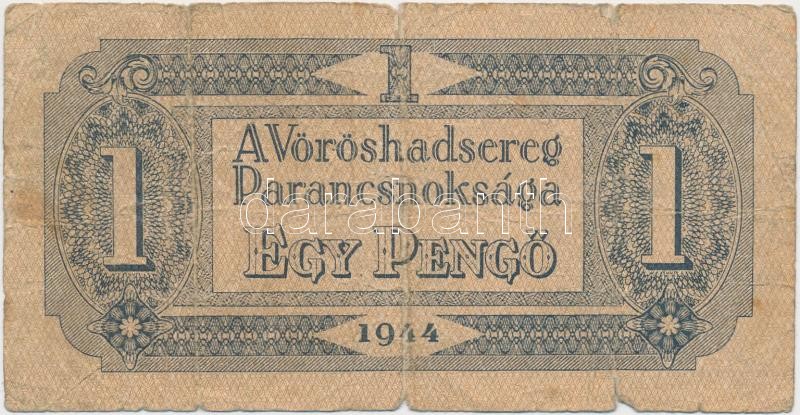 1
A Vöröshadsereg
Parancsnoksága
EGY PENGŐ
1 1
1944
darabanth